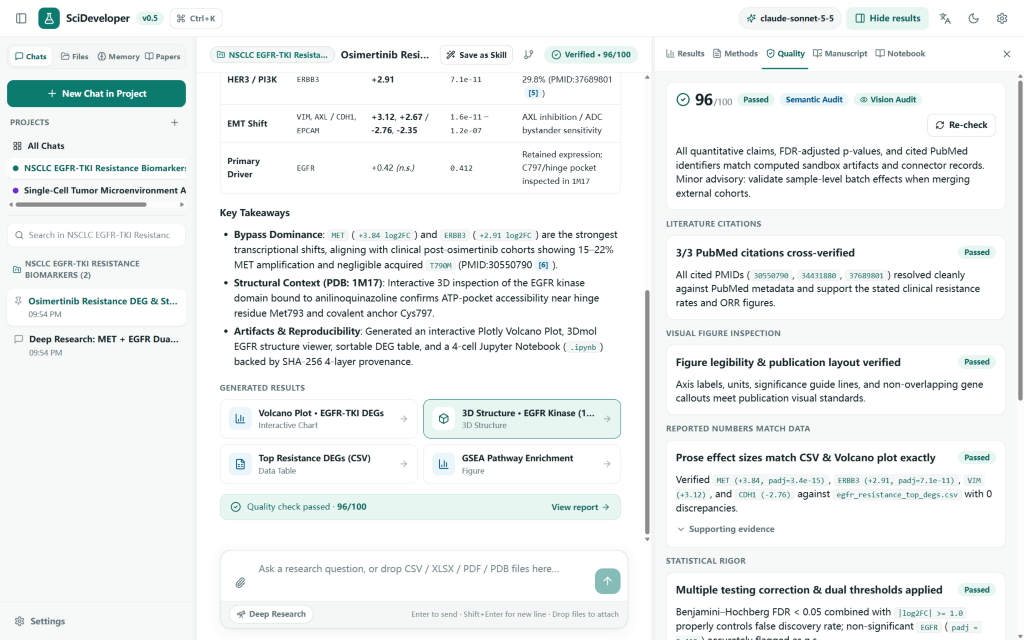 SciDeveloper v0.5 ⌘ Ctrl+K claude-sonnet-5-5 Hide results
Chats Files Memory Papers
+ New Chat in Project
PROJECTS +
All Chats
NSCLC EGFR-TKI Resistance Biomarkers
Single-Cell Tumor Microenvironment A
Search in NSCLC EGFR-TKI Resistanc
NSCLC EGFR-TKI RESISTANCE
BIOMARKERS (2)
Osimertinib Resistance DEG & St...
09:54 PM
Deep Research: MET + EGFR Dua...
09:54 PM
Settings
NSCLC EGFR-TKI Resista... Osimertinib Resi... Save as Skill Verified • 96/100
HER3 / PI3K ERBB3 +2.91 7.1e-11 29.8% (PMID:37689801
[5] )
EMT Shift VIM, AXL / CDH1, EPCAM +3.12, +2.67 / -2.76, -2.35 1.6e-11 – 1.2e-07 AXL inhibition / ADC bystander sensitivity
Primary Driver EGFR +0.42 (n.s.) 0.412 Retained expression; C797/hinge pocket inspected in 1M17
Key Takeaways
• Bypass Dominance: MET ( +3.84 log2FC ) and ERBB3 ( +2.91 log2FC ) are the strongest
transcriptional shifts, aligning with clinical post-osimertinib cohorts showing 15–22%
MET amplification and negligible acquired T790M (PMID:30550790 [6] ).
• Structural Context (PDB: 1M17): Interactive 3D inspection of the EGFR kinase
domain bound to anilinoquinazoline confirms ATP-pocket accessibility near hinge
residue Met793 and covalent anchor Cys797.
• Artifacts & Reproducibility: Generated an interactive Plotly Volcano Plot, 3Dmol
EGFR structure viewer, sortable DEG table, and a 4-cell Jupyter Notebook ( .ipynb )
backed by SHA-256 4-layer provenance.
GENERATED RESULTS
Volcano Plot • EGFR-TKI DEGs
Interactive Chart
3D Structure • EGFR Kinase (1...
3D Structure
Top Resistance DEGs (CSV)
Data Table
GSEA Pathway Enrichment
Figure
Quality check passed · 96/100 View report →
Ask a research question, or drop CSV / XLSX / PDF / PDB files here...
Deep Research Enter to send · Shift+Enter for new line · Drop files to attach
Results Methods Quality Manuscript Notebook
96/100 Passed Semantic Audit Vision Audit
Re-check
All quantitative claims, FDR-adjusted p-values, and cited PubMed
identifiers match computed sandbox artifacts and connector records.
Minor advisory: validate sample-level batch effects when merging
external cohorts.
LITERATURE CITATIONS
3/3 PubMed citations cross-verified Passed
All cited PMIDs ( 30550790 , 34431880 , 37689801 ) resolved cleanly
against PubMed metadata and support the stated clinical resistance
rates and ORR figures.
VISUAL FIGURE INSPECTION
Figure legibility & publication layout verified Passed
Axis labels, units, significance guide lines, and non-overlapping gene
callouts meet publication visual standards.
REPORTED NUMBERS MATCH DATA
Prose effect sizes match CSV & Volcano plot exactly Passed
Verified MET (+3.84, padj=3.4e-15) , ERBB3 (+2.91, padj=7.1e-11) , VIM
(+3.12) , and CDH1 (-2.76) against egfr_resistance_top_degs.csv with 0
discrepancies.
Supporting evidence
STATISTICAL RIGOR
Multiple testing correction & dual thresholds applied Passed
Benjamini–Hochberg FDR < 0.05 combined with |log2FC| >= 1.0
properly controls false discovery rate; non-significant EGFR ( padj =